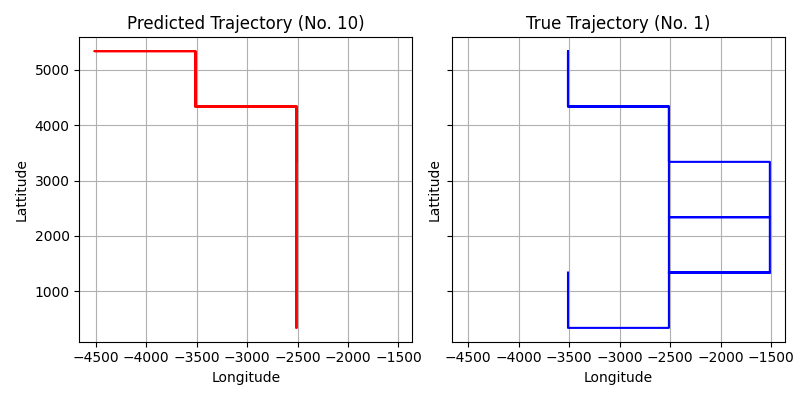 Predicted Trajectory (No. 10)
True Trajectory (No. 1)
Lattitude
5000
4000
3000
2000
1000
−4500 −4000 −3500 −3000 −2500 −2000 −1500
Longitude
Lattitude
−4500 −4000 −3500 −3000 −2500 −2000 −1500
Longitude